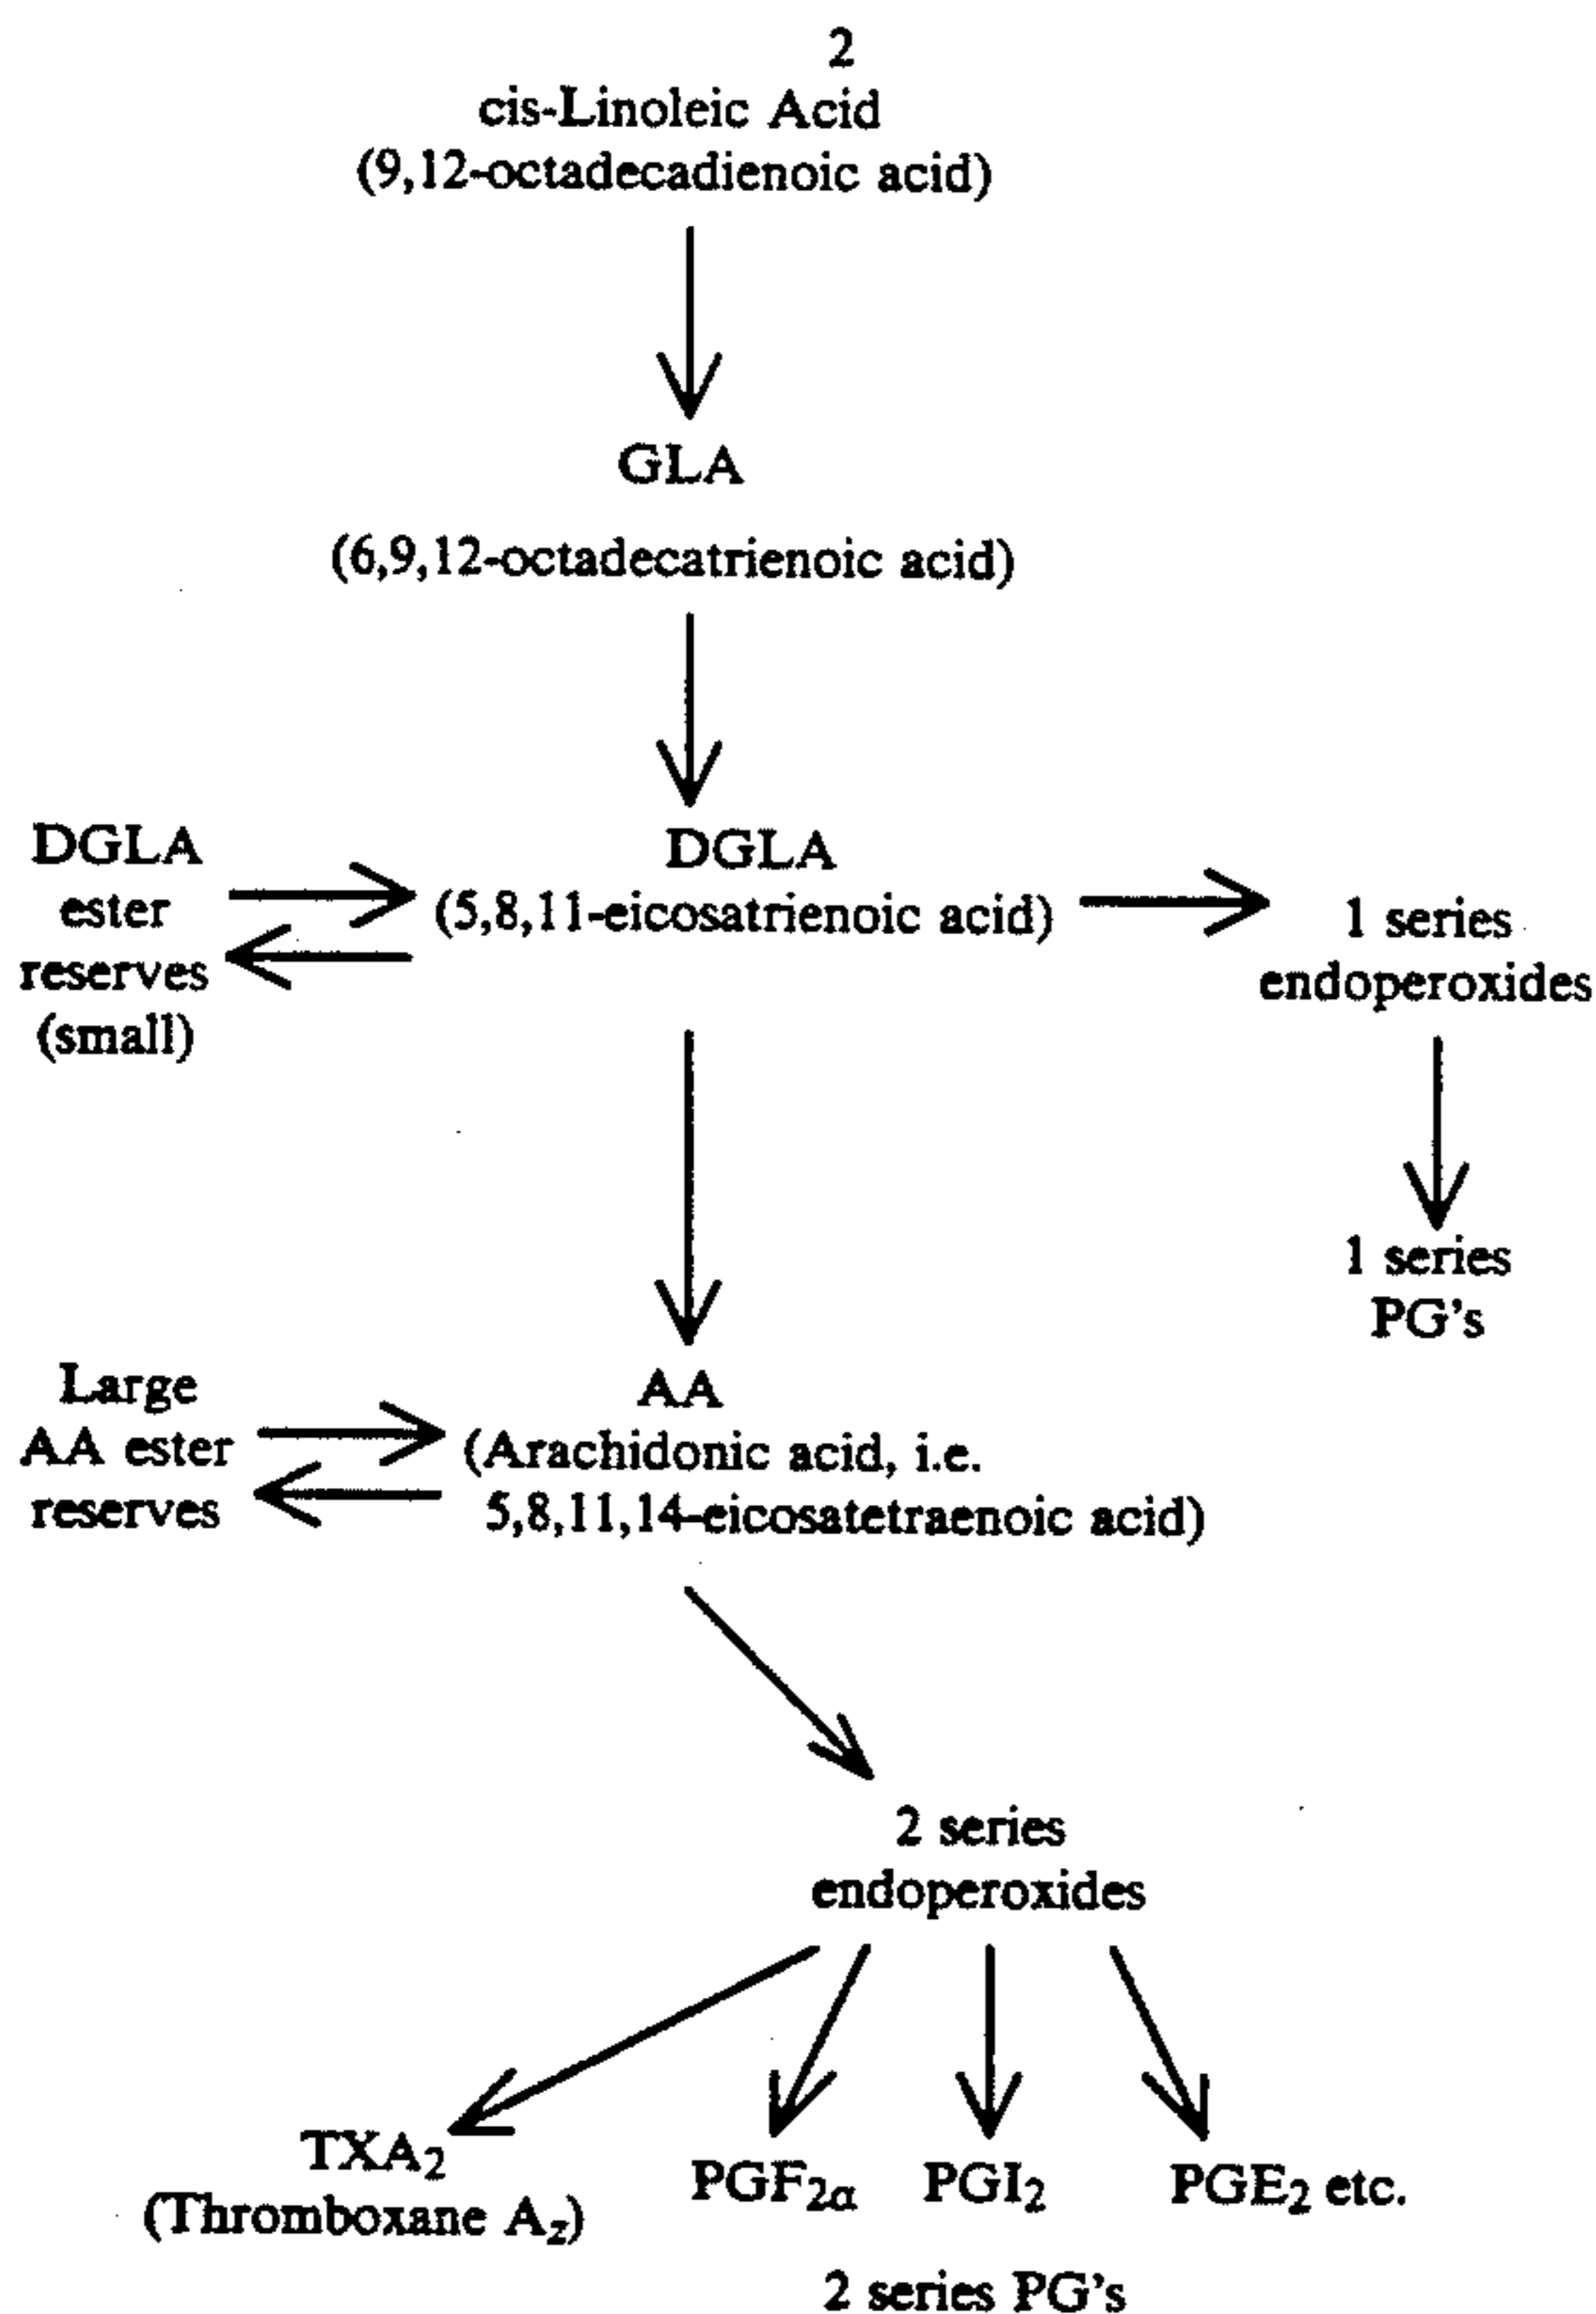 2
cis-Linoleic Acid
(9,12-octadecadienoic acid)
GLA
(6,9,12-octadecatrienoic acid)
DGLA
ester
reserves
(small)
DGLA
(5,8,11-eicosatrienoic acid)
1 series
endoperoxides
1 series
PG's
Large
AA ester
reserves
AA
(Arachidonic acid, i.e.
5,8,11,14-eicosatetraenoic acid)
2 series
endoperoxides
TXA2
(Thromboxane A2)
PGF2α
PGI2
PGE2 etc.
2 series PG's